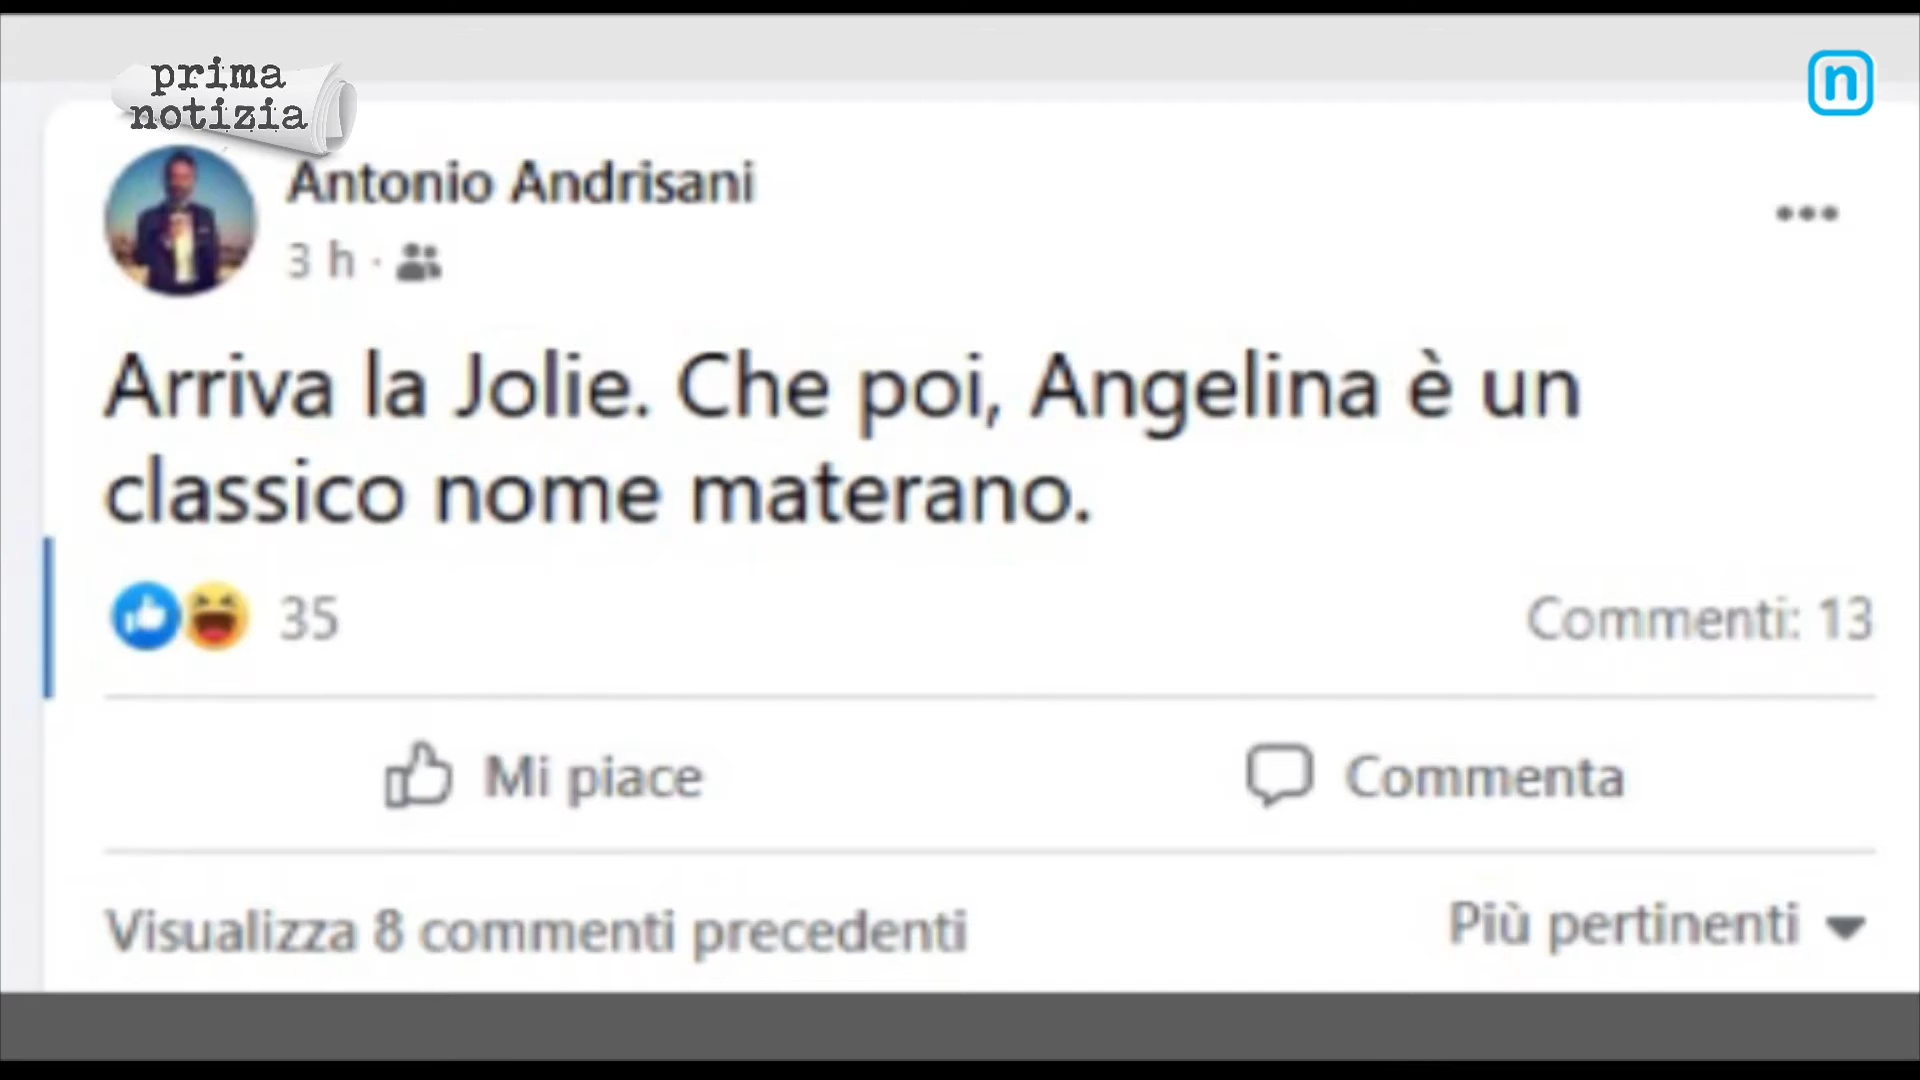 prima
notizia
n
Antonio Andrisani
3 h ·
Arriva la Jolie. Che poi, Angelina è un
classico nome materano.
35
Commenti: 13
Mi piace
Commenta
Visualizza 8 commenti precedenti
Più pertinenti